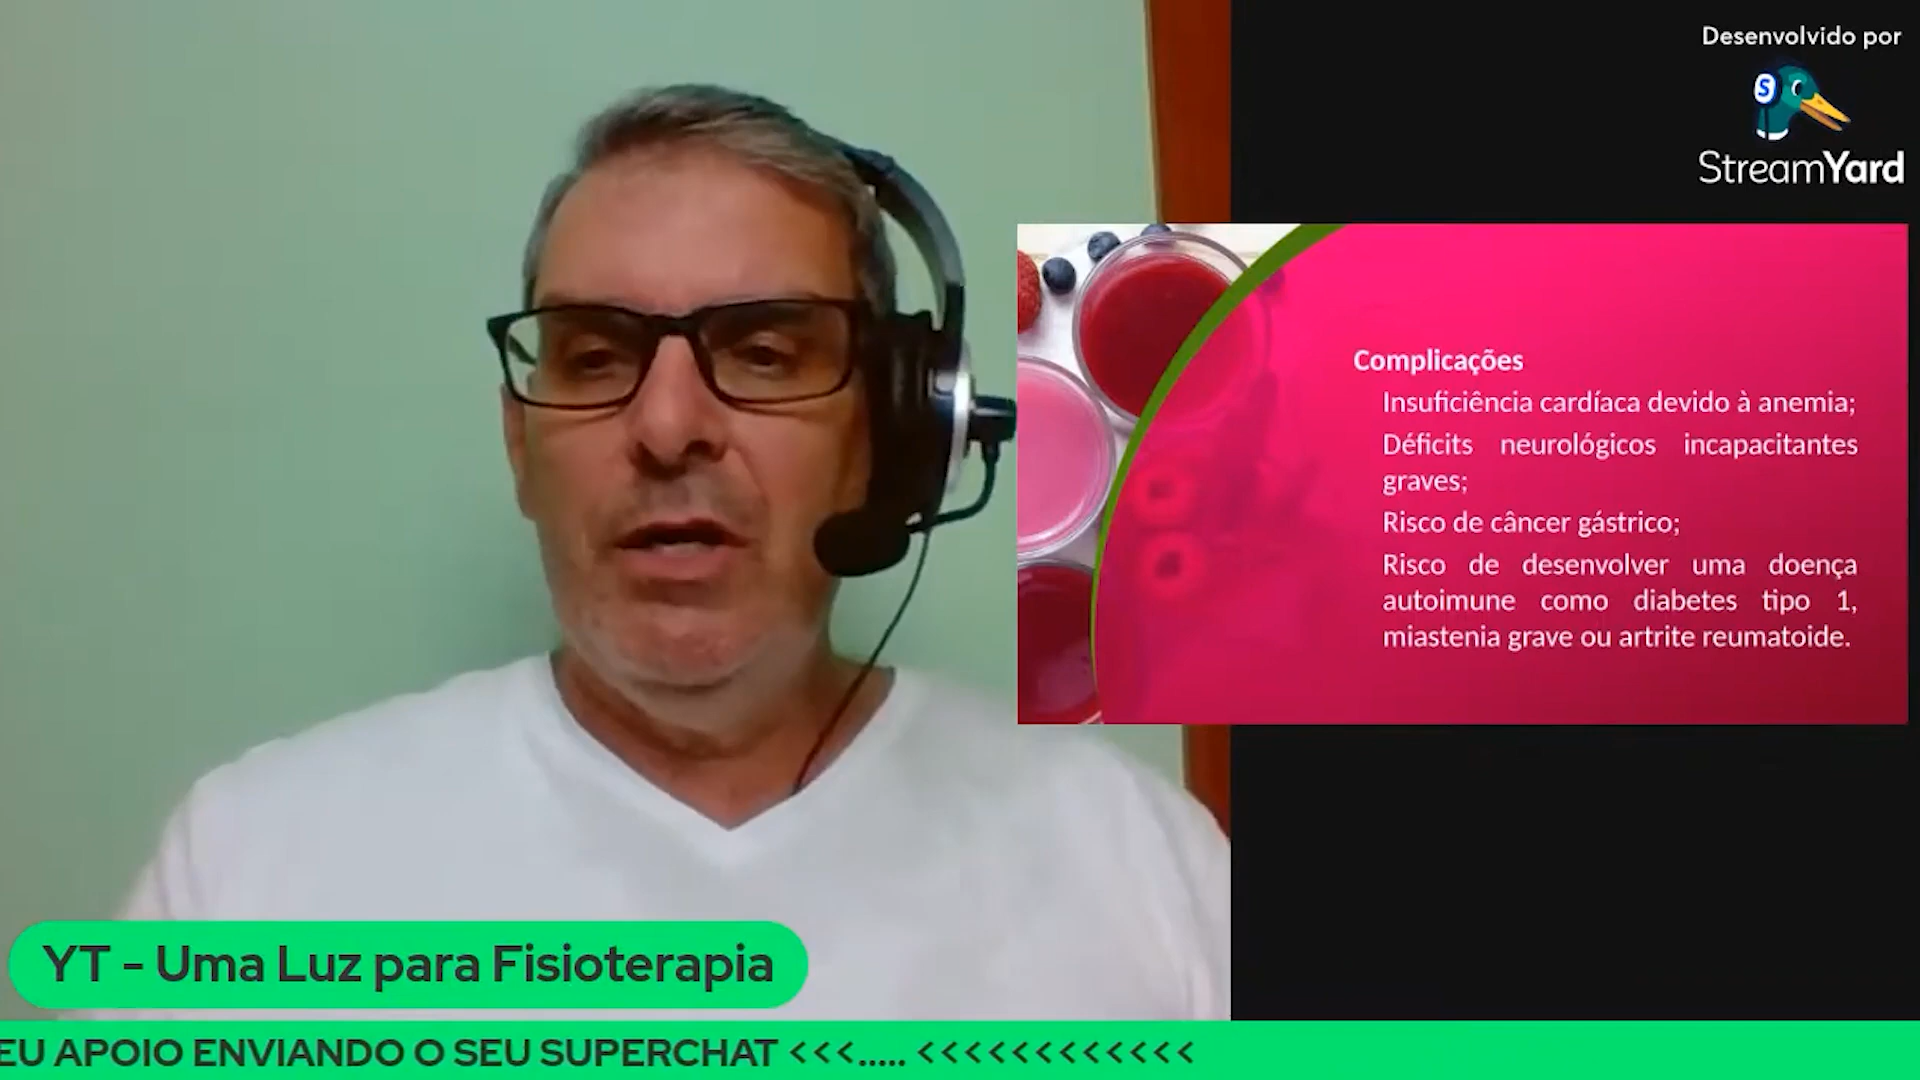 Desenvolvido por
S
StreamYard
Complicações
Insuficiência cardíaca devido à anemia;
Déficits neurológicos incapacitantes
graves;
Risco de câncer gástrico;
Risco de desenvolver uma doença
autoimune como diabetes tipo 1,
miastenia grave ou artrite reumatoide.
YT - Uma Luz para Fisioterapia
EU APOIO ENVIANDO O SEU SUPERCHAT <<<..... <<<<<<<<<<<<